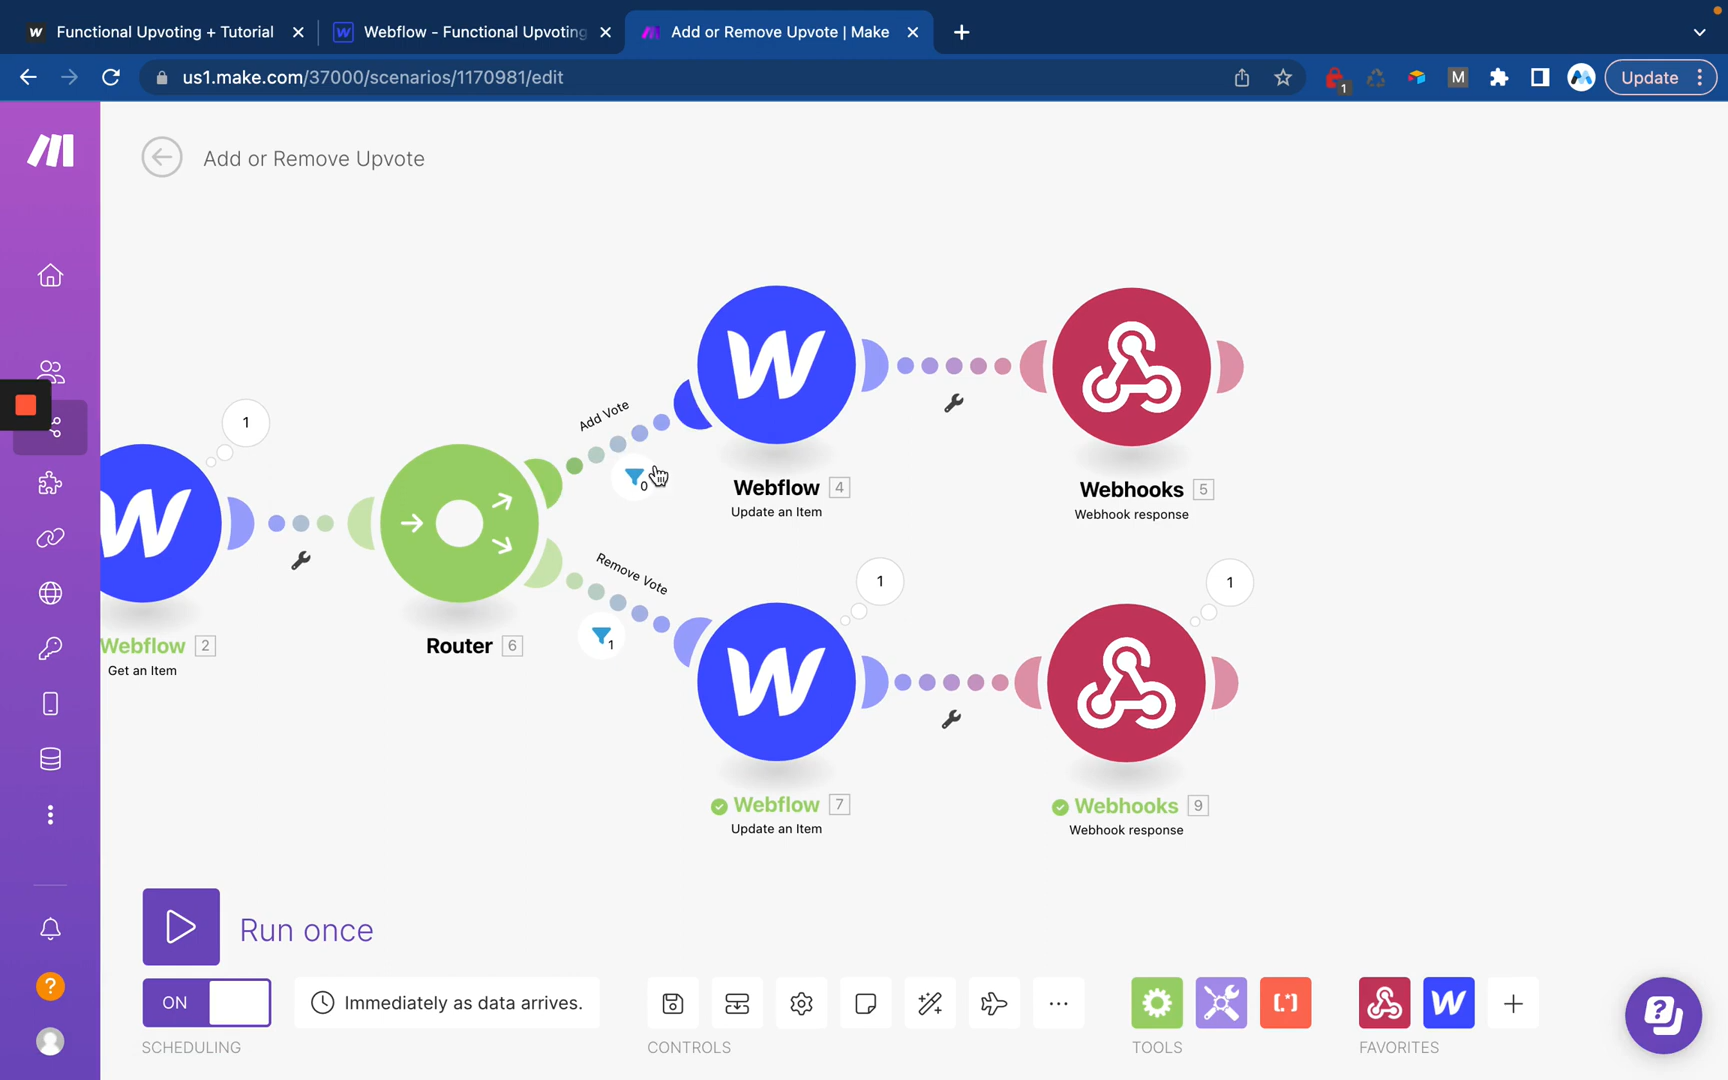 Functional Upvoting + Tutorial
Webflow - Functional Upvoting
Add or Remove Upvote | Make
us1.make.com/37000/scenarios/1170981/edit
1
M
Update
Add or Remove Upvote
1
Add Vote
0
Webflow 4
Update an Item
Webhooks 5
Webhook response
Webflow 2
Get an Item
Router 6
Remove Vote
1
1
1
Webflow 7
Update an Item
Webhooks 9
Webhook response
Run once
ON
Immediately as data arrives.
SCHEDULING
CONTROLS
TOOLS
FAVORITES